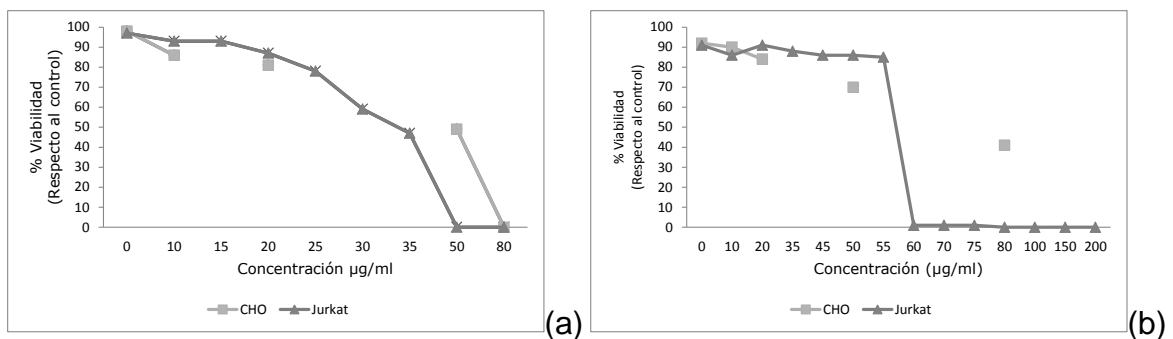 100
90
80
70
60
50
40
30
20
10
0
% Viabilidad
(Respecto al control)
0 10 15 20 25 30 35 50 80
Concentración µg/ml
CHO Jurkat
(a)
100
90
80
70
60
50
40
30
20
10
0
% Viabilidad
(Respecto al control)
0 10 20 35 45 50 55 60 70 75 80 100 150 200
Concentración (µg/ml)
CHO Jurkat
(b)